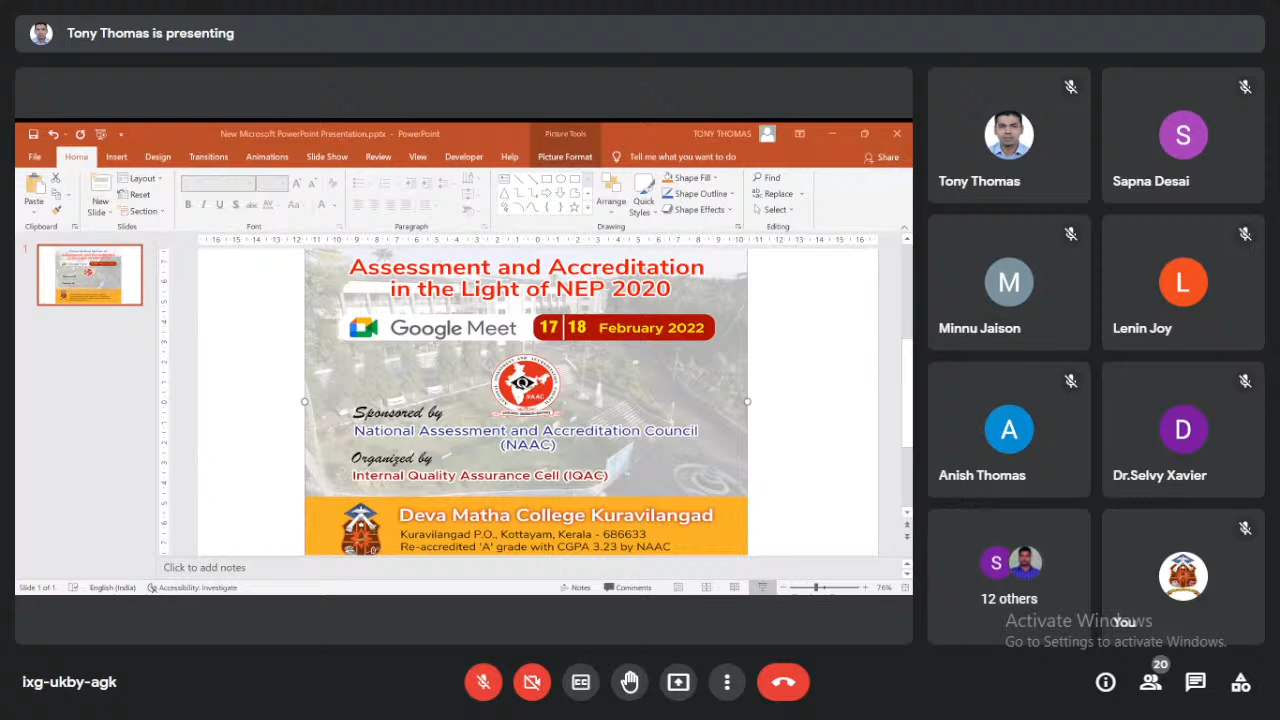 Tony Thomas is presenting
New Microsoft PowerPoint Presentation.pptx - PowerPoint
Picture Tools
TONY THOMAS
File Home Insert Design Transitions Animations Slide Show Review View Developer Help Picture Format Tell me what you want to do Share
Paste
Clipboard
New Slide
Layout
Reset
Section
Slides
B I U S abc AV Aa A
Font
Paragraph
Arrange
Quick Styles
Shape Fill
Shape Outline
Shape Effects
Drawing
Find
Replace
Select
Editing
1
Assessment and Accreditation
in the Light of NEP 2020
Google Meet 17 18 February 2022
NAAC
Sponsored by
National Assessment and Accreditation Council
(NAAC)
Organized by
Internal Quality Assurance Cell (IQAC)
Deva Matha College Kuravilangad
Kuravilangad P.O., Kottayam, Kerala - 686633
Re-accredited 'A' grade with CGPA 3.23 by NAAC
Click to add notes
Slide 1 of 1 English (India) Accessibility: Investigate Notes Comments 76%
Tony Thomas
S
Sapna Desai
M
Minnu Jaison
L
Lenin Joy
A
Anish Thomas
D
Dr.Selvy Xavier
S
12 others
You
Activate Windows
Go to Settings to activate Windows.
ixg-ukby-agk
CC
20